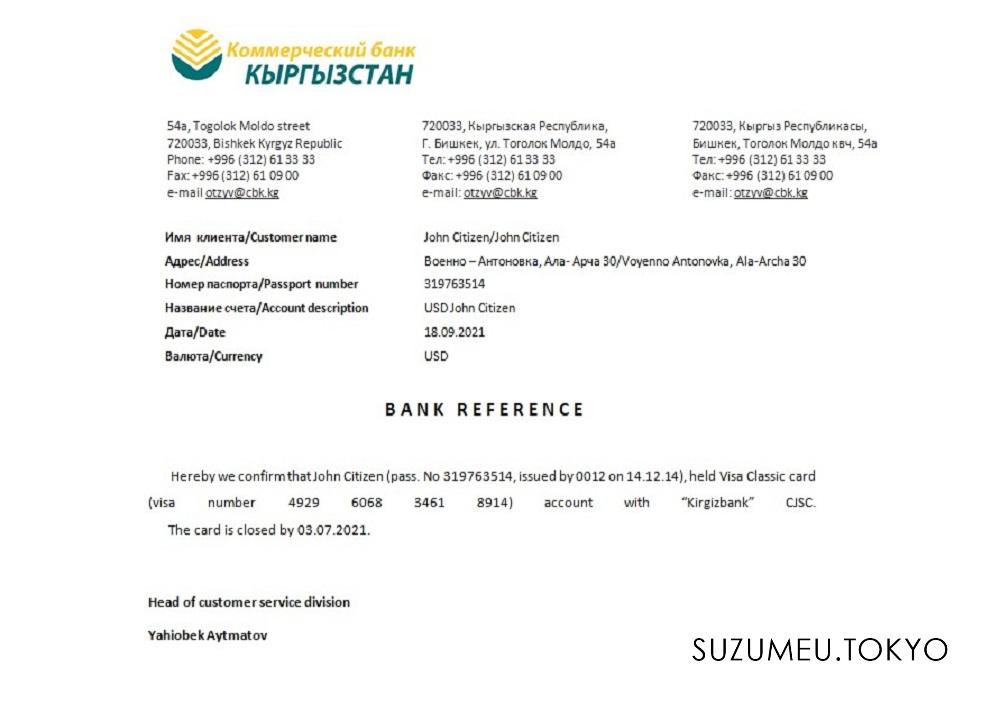 Коммерческий банк
КЫРГЫЗСТАН
54a, Togolok Moldo street
720033, Bishkek Kyrgyz Republic
Phone: +996 (312) 61 33 33
Fax: +996 (312) 61 09 00
e-mail otzyv@cbk.kg
720033, Кыргызская Республика,
Г. Бишкек, ул. Тоголок Молдо, 54а
Тел: +996 (312) 61 33 33
Факс: +996 (312) 61 09 00
e-mail: otzyv@cbk.kg
720033, Кыргыз Республикасы,
Бишкек, Тоголок Молдо квч, 54а
Тел: +996 (312) 61 33 33
Факс: +996 (312) 61 09 00
e-mail: otzyv@cbk.kg
Имя клиента/Customer name John Citizen/John Citizen
Адрес/Address Военно – Антоновка, Ала- Арча 30/Voyenno Antonovka, Ala-Archa 30
Номер паспорта/Passport number 319763514
Название счета/Account description USD John Citizen
Дата/Date 18.09.2021
Валюта/Currency USD
BANK REFERENCE
Hereby we confirm that John Citizen (pass. No 319763514, issued by 0012 on 14.12.14), held Visa Classic card
(visa number 4929 6068 3461 8914) account with “Kirgizbank” CJSC.
The card is closed by 03.07.2021.
Head of customer service division
Yahiobek Aytmatov
SUZUMEU.TOKYO